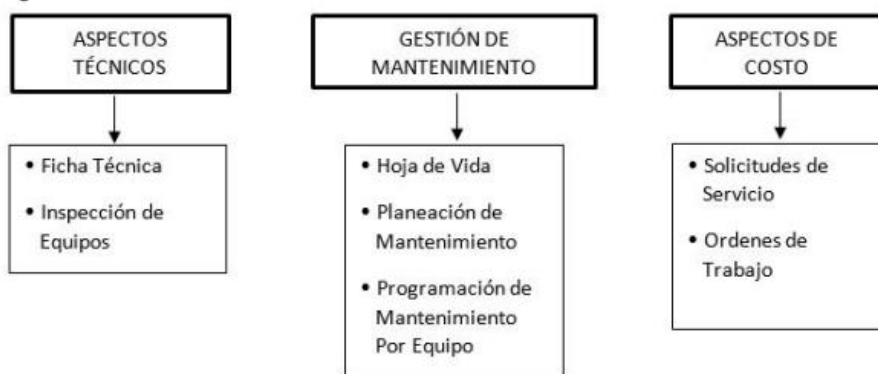 ASPECTOS
TÉCNICOS
• Ficha Técnica
• Inspección de
Equipos
GESTIÓN DE
MANTENIMIENTO
• Hoja de Vida
• Planeación de
Mantenimiento
• Programación de
Mantenimiento
Por Equipo
ASPECTOS DE
COSTO
• Solicitudes de
Servicio
• Ordenes de
Trabajo